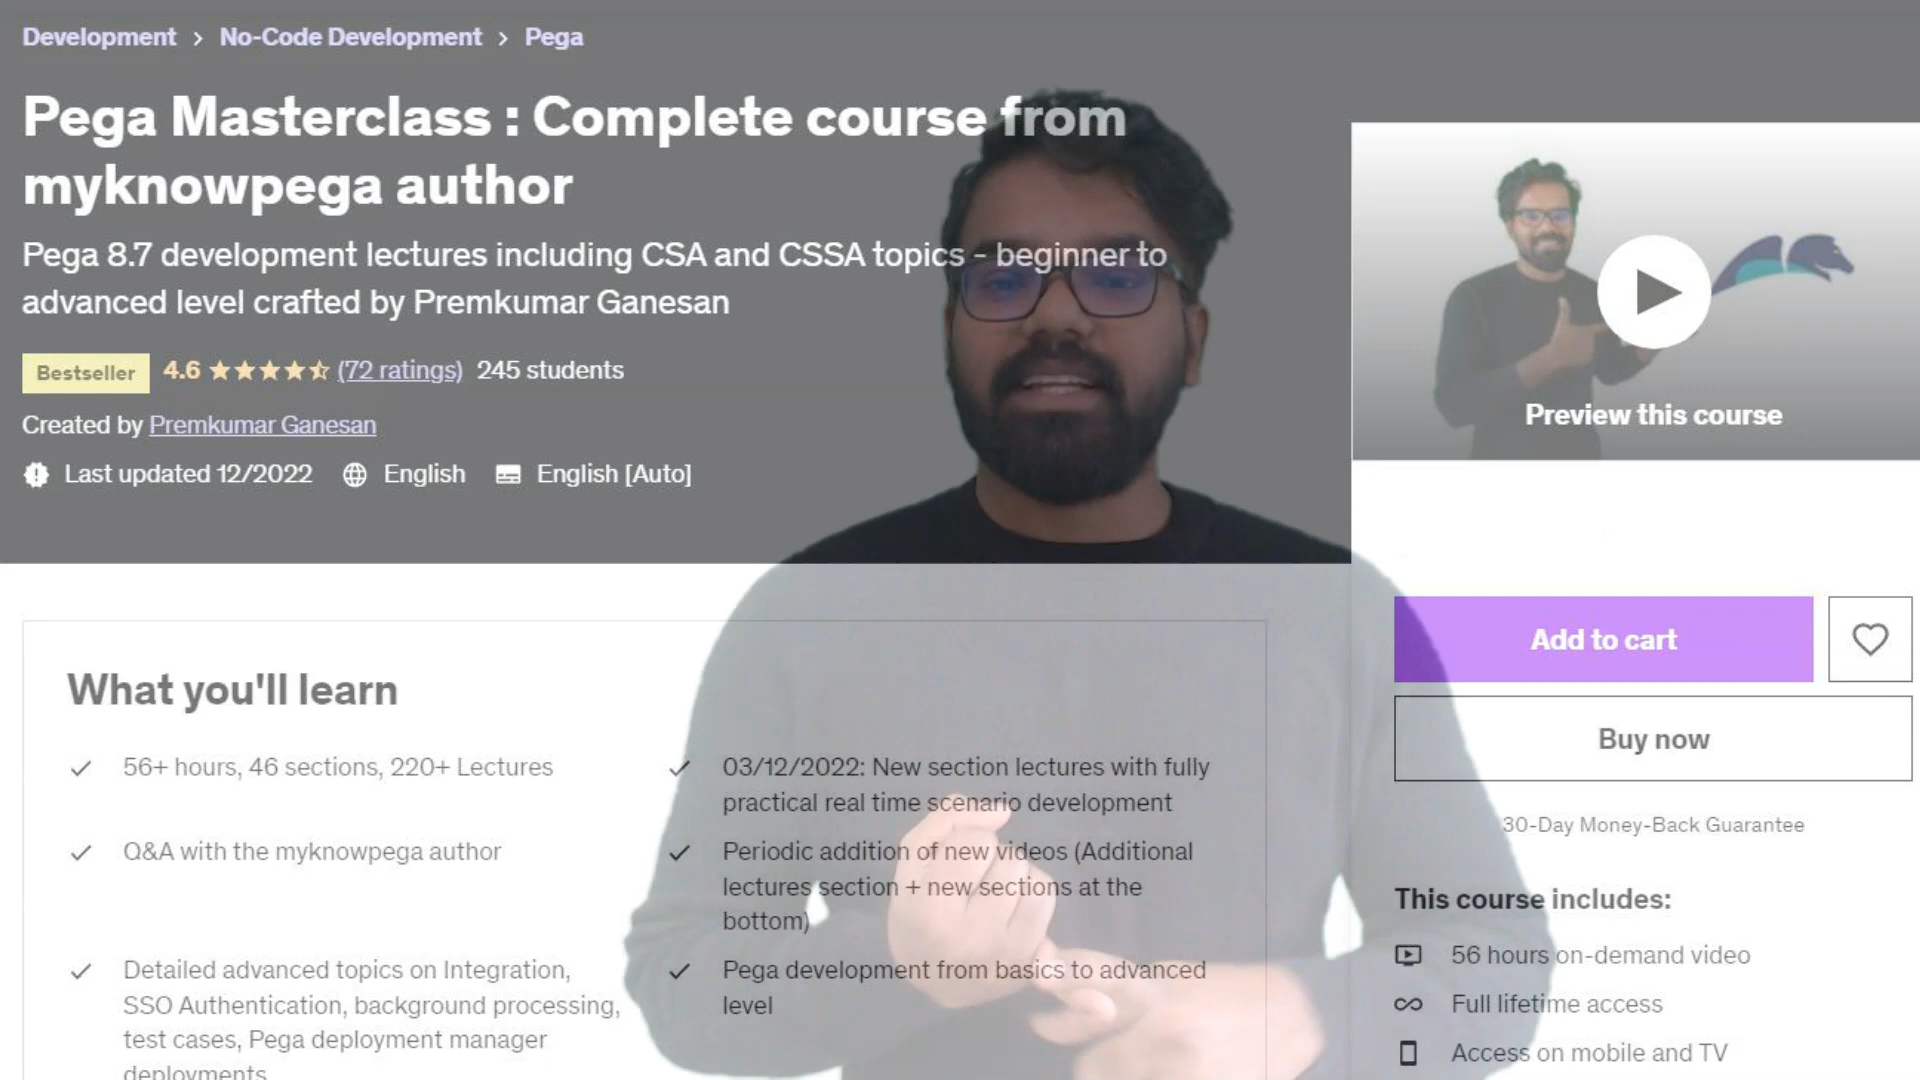 Development > No-Code Development > Pega
Pega Masterclass : Complete course from
myknowpega author
Pega 8.7 development lectures including CSA and CSSA topics - beginner to
advanced level crafted by Premkumar Ganesan
Bestseller 4.6 (72 ratings) 245 students
Created by Premkumar Ganesan
Last updated 12/2022 English English [Auto]
Preview this course
Add to cart
Buy now
30-Day Money-Back Guarantee
This course includes:
56 hours on-demand video
Full lifetime access
Access on mobile and TV
What you'll learn
56+ hours, 46 sections, 220+ Lectures
Q&A with the myknowpega author
Detailed advanced topics on Integration,
SSO Authentication, background processing,
test cases, Pega deployment manager
deployments
03/12/2022: New section lectures with fully
practical real time scenario development
Periodic addition of new videos (Additional
lectures section + new sections at the
bottom)
Pega development from basics to advanced
level